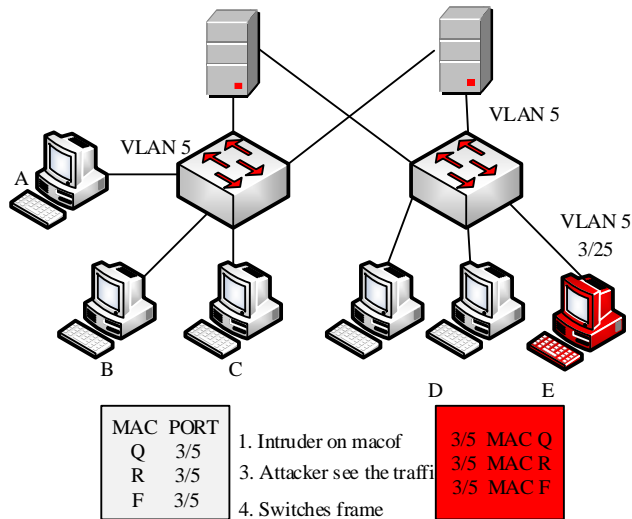 VLAN 5
VLAN 5
A
VLAN 5
3/25
B
C
D
E
MAC PORT
Q 3/5
R 3/5
F 3/5
1. Intruder on macof
3. Attacker see the traffi
4. Switches frame
3/5 MAC Q
3/5 MAC R
3/5 MAC F